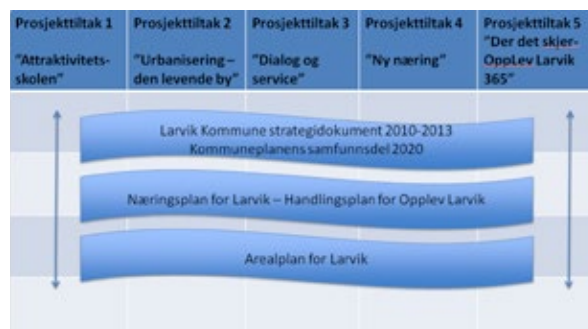 Prosjekttiltak 1
"Attraktivitets-
skolen"
Prosjekttiltak 2
"Urbanisering –
den levende by"
Prosjekttiltak 3
"Dialog og
service"
Prosjekttiltak 4
"Ny næring"
Prosjekttiltak 5
"Der det skjer-
OppLev Larvik
365"
Larvik Kommune strategidokument 2010-2013
Kommuneplanens samfunnsdel 2020
Næringsplan for Larvik – Handlingsplan for Opplev Larvik
Arealplan for Larvik